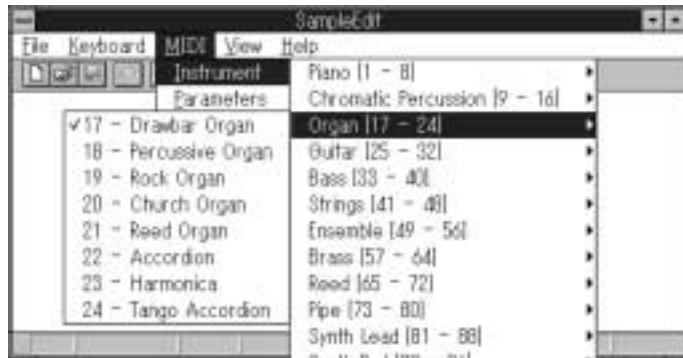 SampleEdit
File Keyboard MIDI View Help
Instrument
Parameters
Piano [1 - 8]
Chromatic Percussion [9 - 16]
Organ [17 - 24]
Guitar [25 - 32]
Bass [33 - 40]
Strings [41 - 48]
Ensemble [49 - 56]
Brass [57 - 64]
Reed [65 - 72]
Pipe [73 - 80]
Synth Lead [81 - 88]
✓17 - Drawbar Organ
18 - Percussive Organ
19 - Rock Organ
20 - Church Organ
21 - Reed Organ
22 - Accordion
23 - Harmonica
24 - Tango Accordion